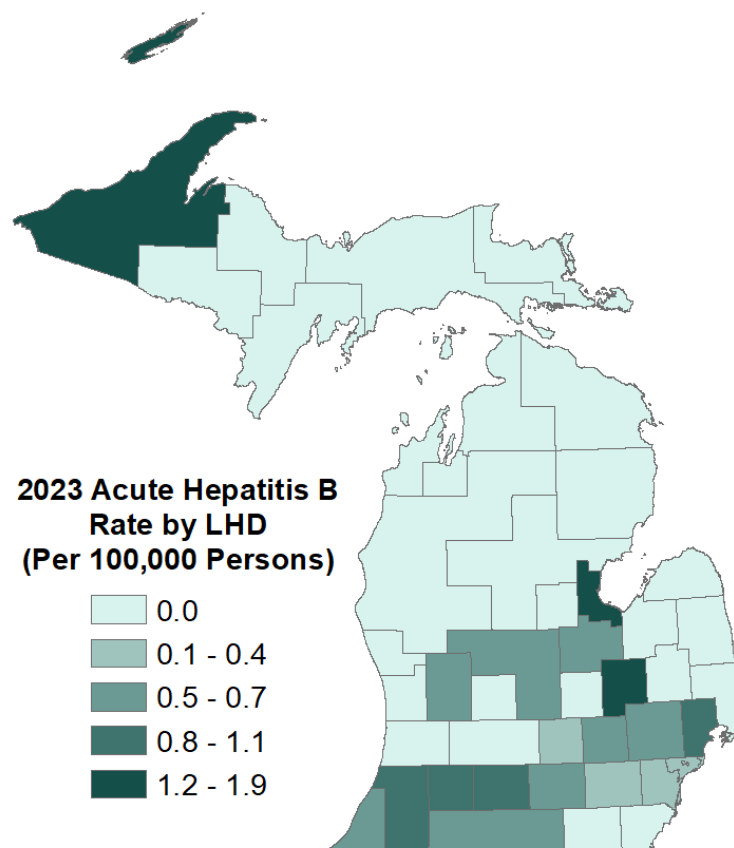 2023 Acute Hepatitis B
Rate by LHD
(Per 100,000 Persons)
0.0
0.1 - 0.4
0.5 - 0.7
0.8 - 1.1
1.2 - 1.9